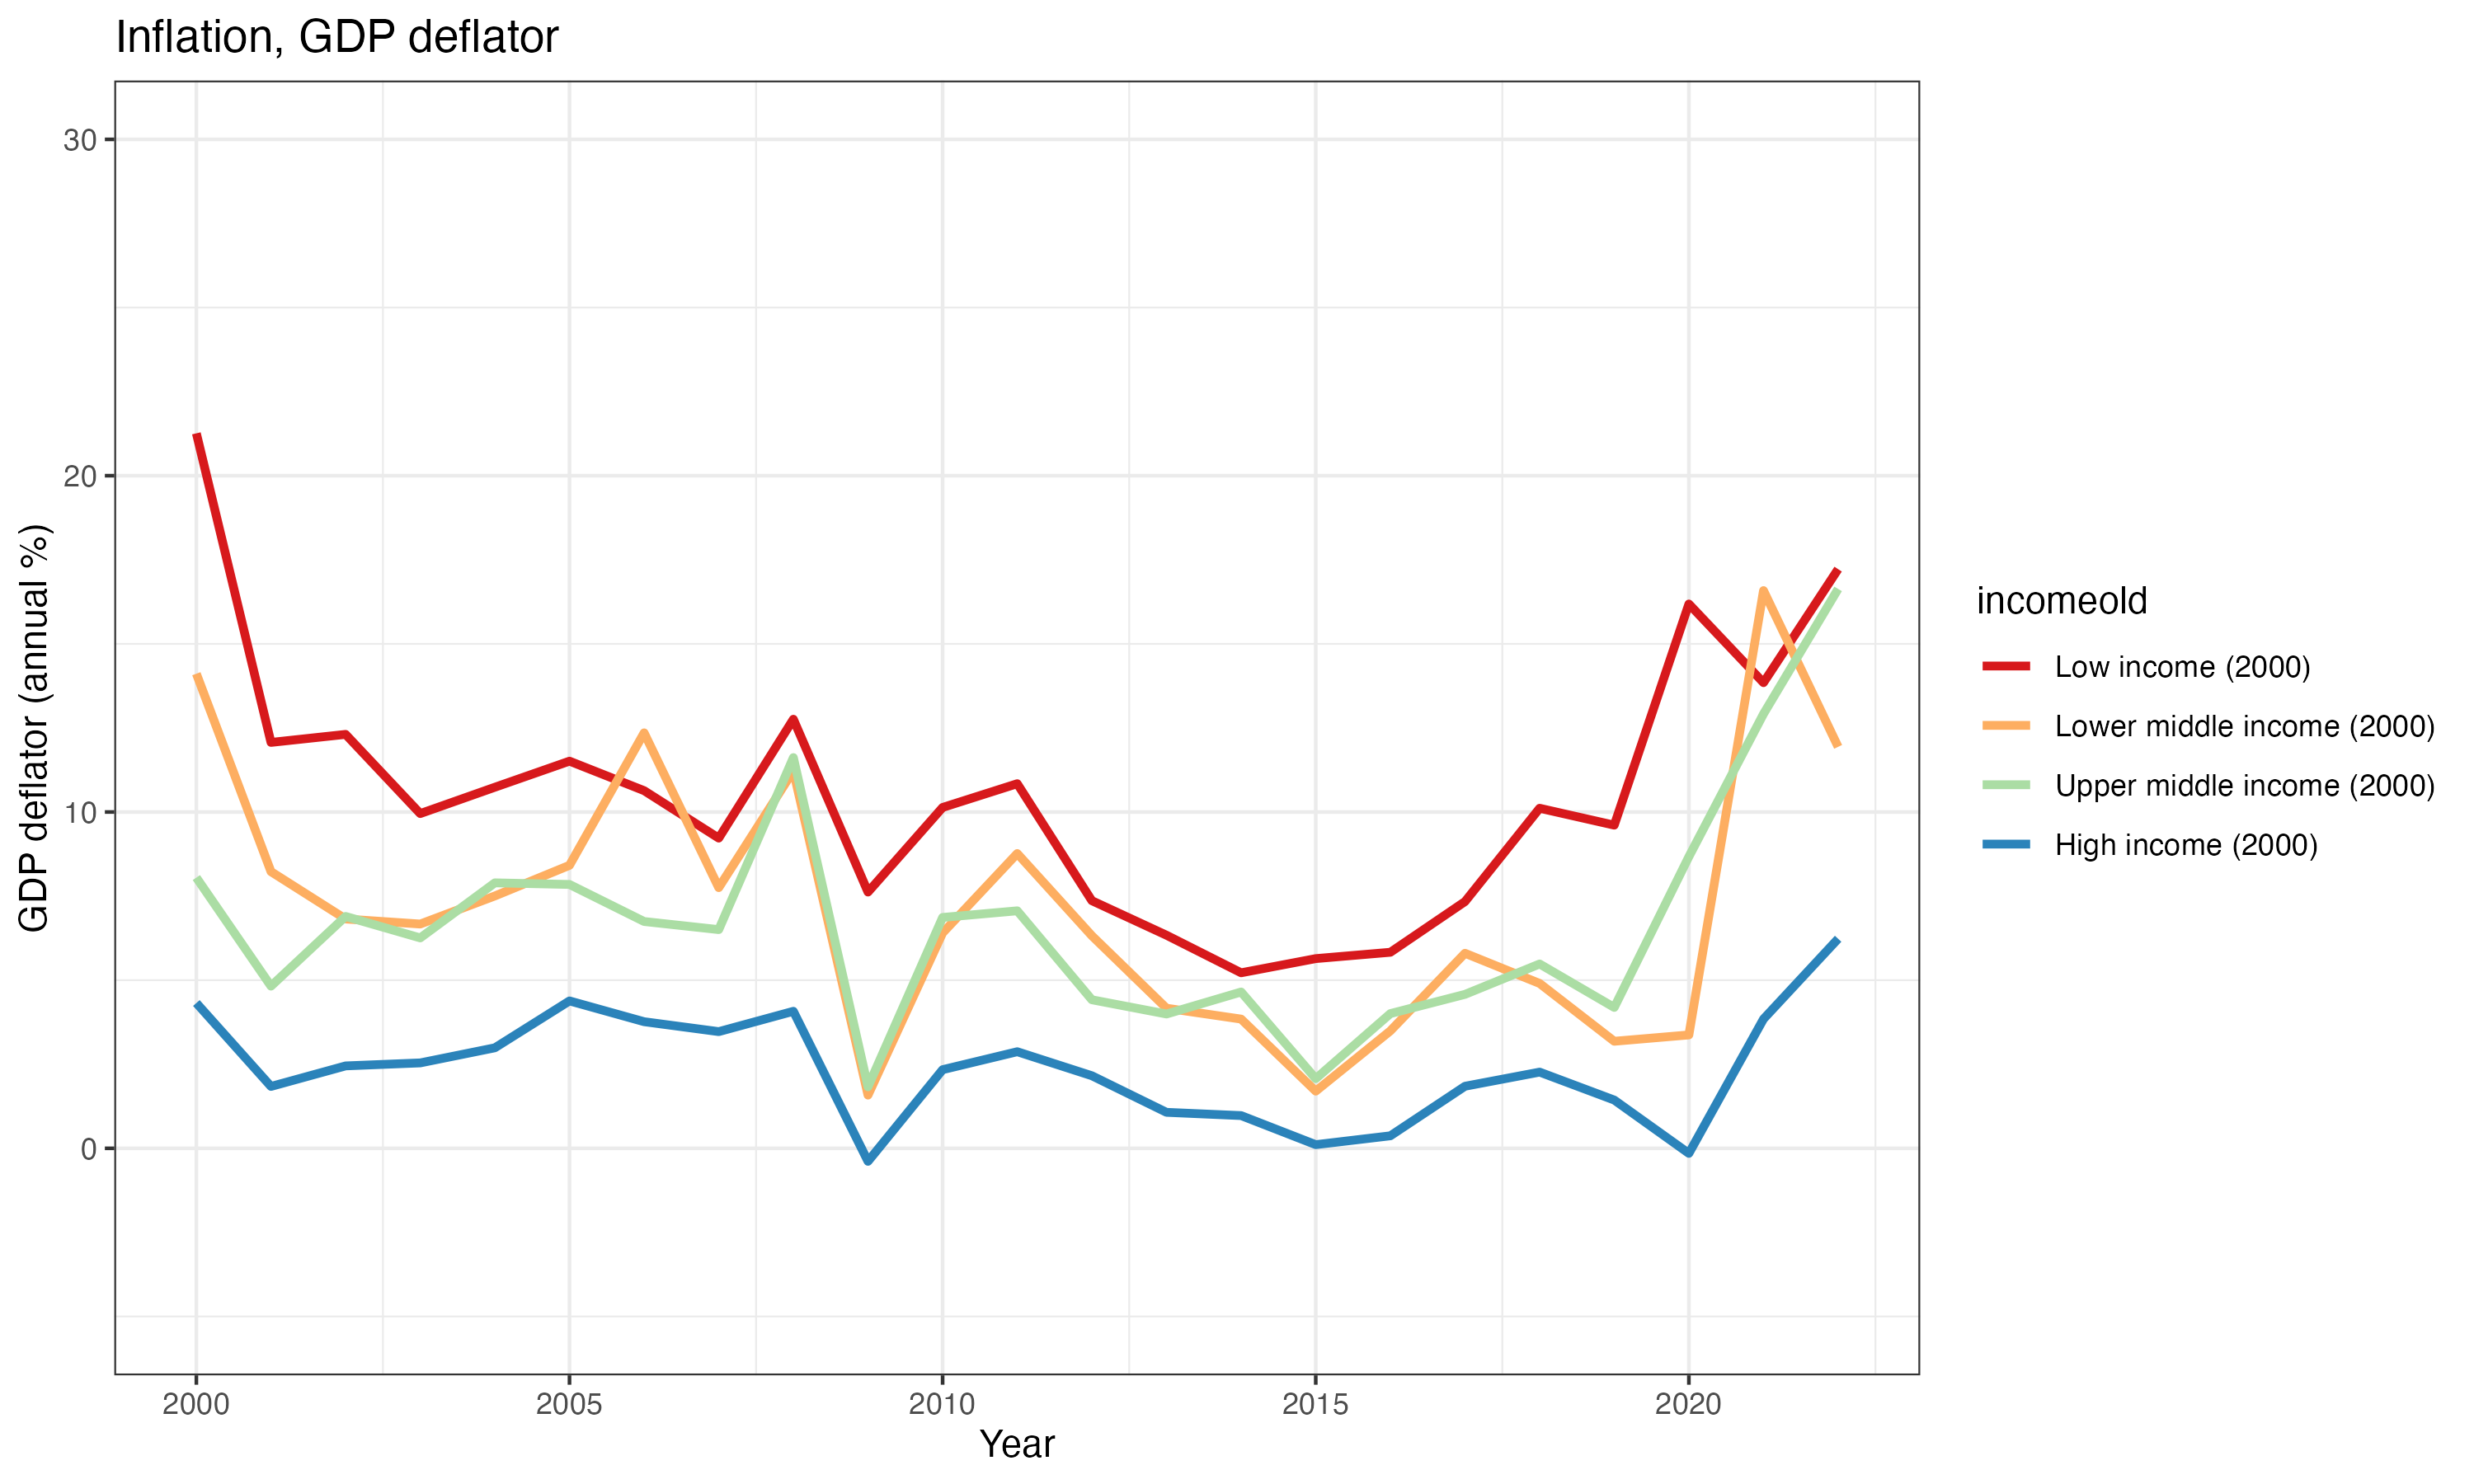 Inflation, GDP deflator
GDP deflator (annual %)
30
20
10
0
2000
2005
2010
2015
2020
Year
incomeold
Low income (2000)
Lower middle income (2000)
Upper middle income (2000)
High income (2000)